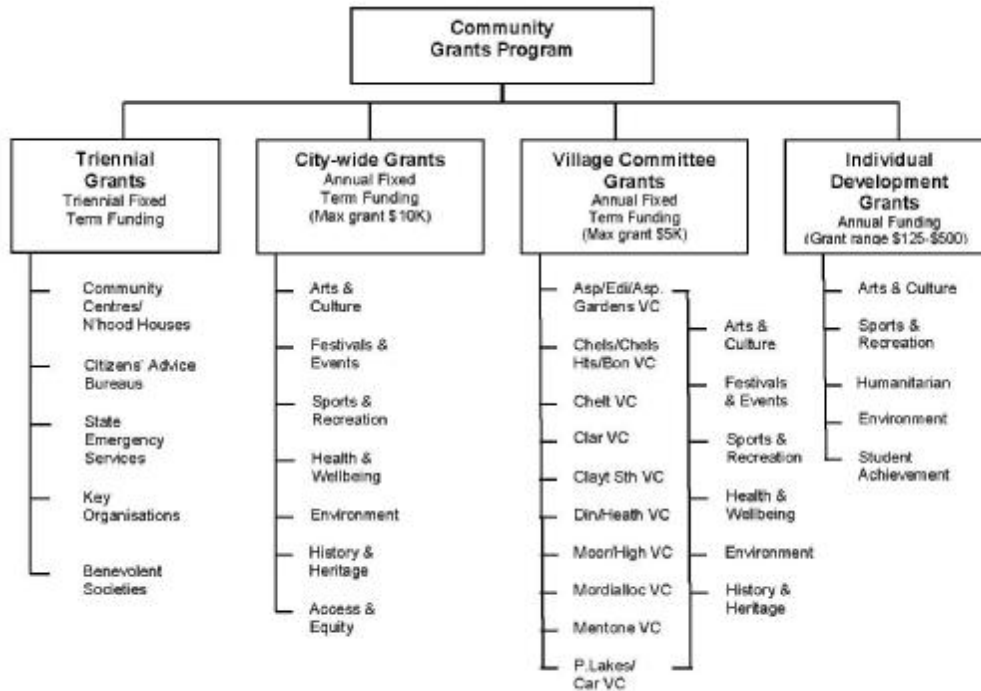 Community
Grants Program
Triennial
Grants
Triennial Fixed
Term Funding
City-wide Grants
Annual Fixed
Term Funding
(Max grant $10K)
Village Committee
Grants
Annual Fixed
Term Funding
(Max grant $5K)
Individual
Development
Grants
Annual Funding
(Grant range $125-$500)
Community
Centres/
N'hood Houses
Citizens' Advice
Bureaus
State
Emergency
Services
Key
Organisations
Benevolent
Societies
Arts &
Culture
Festivals &
Events
Sports &
Recreation
Health &
Wellbeing
Environment
History &
Heritage
Access &
Equity
Asp/Edi/Asp.
Gardens VC
Chels/Chels
Hts/Bon VC
Chelt VC
Clar VC
Clayt Sth VC
Din/Heath VC
Moor/High VC
Mordialloc VC
Mentone VC
P.Lakes/
Car VC
Arts &
Culture
Festivals
& Events
Sports &
Recreation
Health &
Wellbeing
Environment
History &
Heritage
Arts & Culture
Sports &
Recreation
Humanitarian
Environment
Student
Achievement